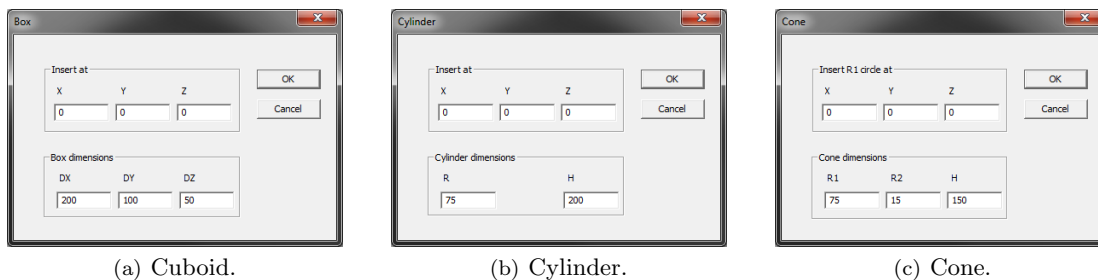 Box
Insert at
X Y Z
0 0 0
OK
Cancel
Box dimensions
DX DY DZ
200 100 50
(a) Cuboid.
Cylinder
Insert at
X Y Z
0 0 0
OK
Cancel
Cylinder dimensions
R H
75 200
(b) Cylinder.
Cone
Insert R1 circle at
X Y Z
0 0 0
OK
Cancel
Cone dimensions
R1 R2 H
75 15 150
(c) Cone.